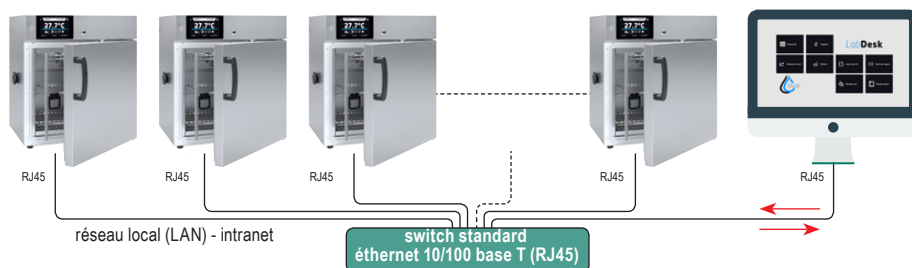 27.7°C
27.7°C
27.7°C
27.7°C
LabDesk
RJ45
RJ45
RJ45
RJ45
RJ45
réseau local (LAN) - intranet
switch standard
éthernet 10/100 base T (RJ45)